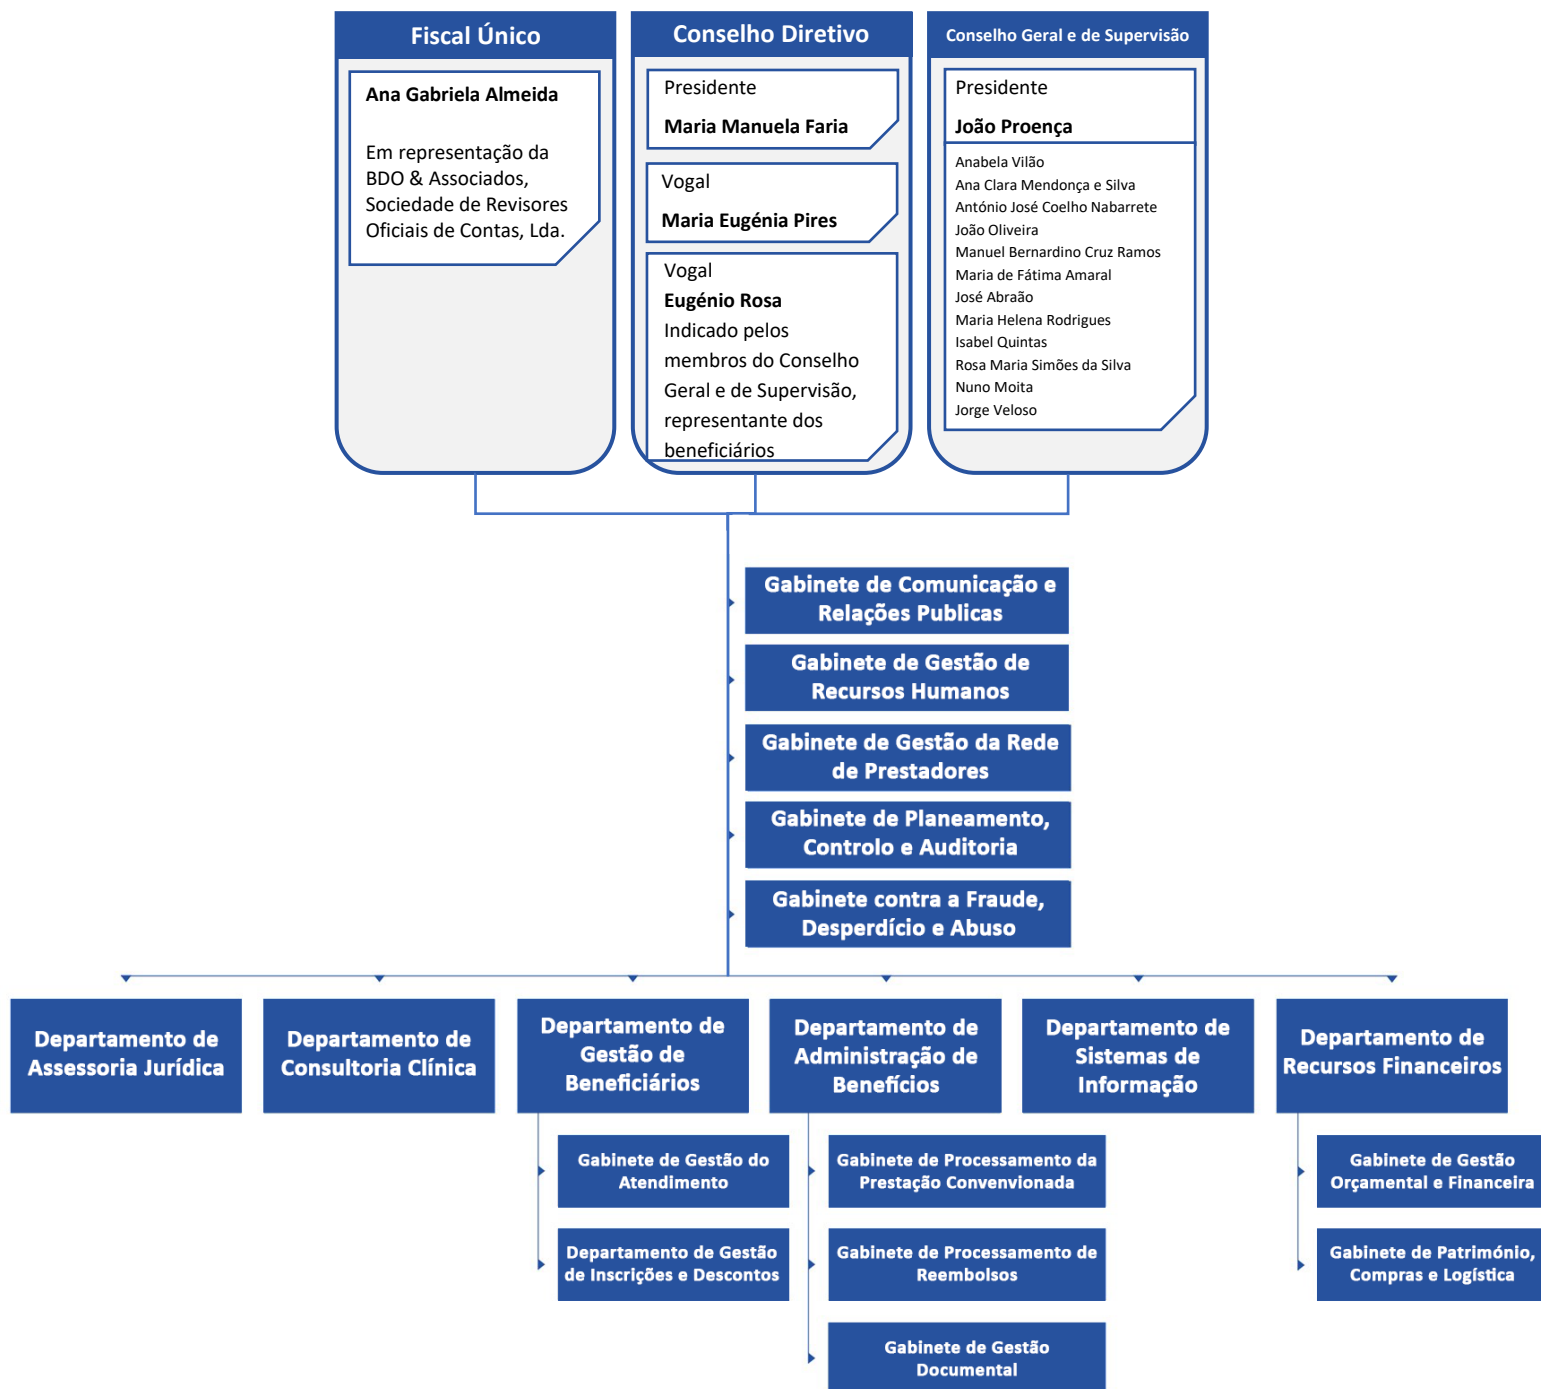 Fiscal Único
Ana Gabriela Almeida
Em representação da
BDO & Associados,
Sociedade de Revisores
Oficiais de Contas, Lda.
Conselho Diretivo
Presidente
Maria Manuela Faria
Vogal
Maria Eugénia Pires
Vogal
Eugénio Rosa
Indicado pelos
membros do Conselho
Geral e de Supervisão,
representante dos
beneficiários
Conselho Geral e de Supervisão
Presidente
João Proença
Anabela Vilão
Ana Clara Mendonça e Silva
António José Coelho Nabarrete
João Oliveira
Manuel Bernardino Cruz Ramos
Maria de Fátima Amaral
José Abraão
Maria Helena Rodrigues
Isabel Quintas
Rosa Maria Simões da Silva
Nuno Moita
Jorge Veloso
Gabinete de Comunicação e
Relações Publicas
Gabinete de Gestão de
Recursos Humanos
Gabinete de Gestão da Rede
de Prestadores
Gabinete de Planeamento,
Controlo e Auditoria
Gabinete contra a Fraude,
Desperdício e Abuso
Departamento de
Assessoria Jurídica
Departamento de
Consultoria Clínica
Departamento de
Gestão de
Beneficiários
Departamento de
Administração de
Benefícios
Departamento de
Sistemas de
Informação
Departamento de
Recursos Financeiros
Gabinete de Gestão do
Atendimento
Departamento de Gestão
de Inscrições e Descontos
Gabinete de Processamento da
Prestação Convenvionada
Gabinete de Processamento de
Reembolsos
Gabinete de Gestão
Documental
Gabinete de Gestão
Orçamental e Financeira
Gabinete de Património,
Compras e Logística